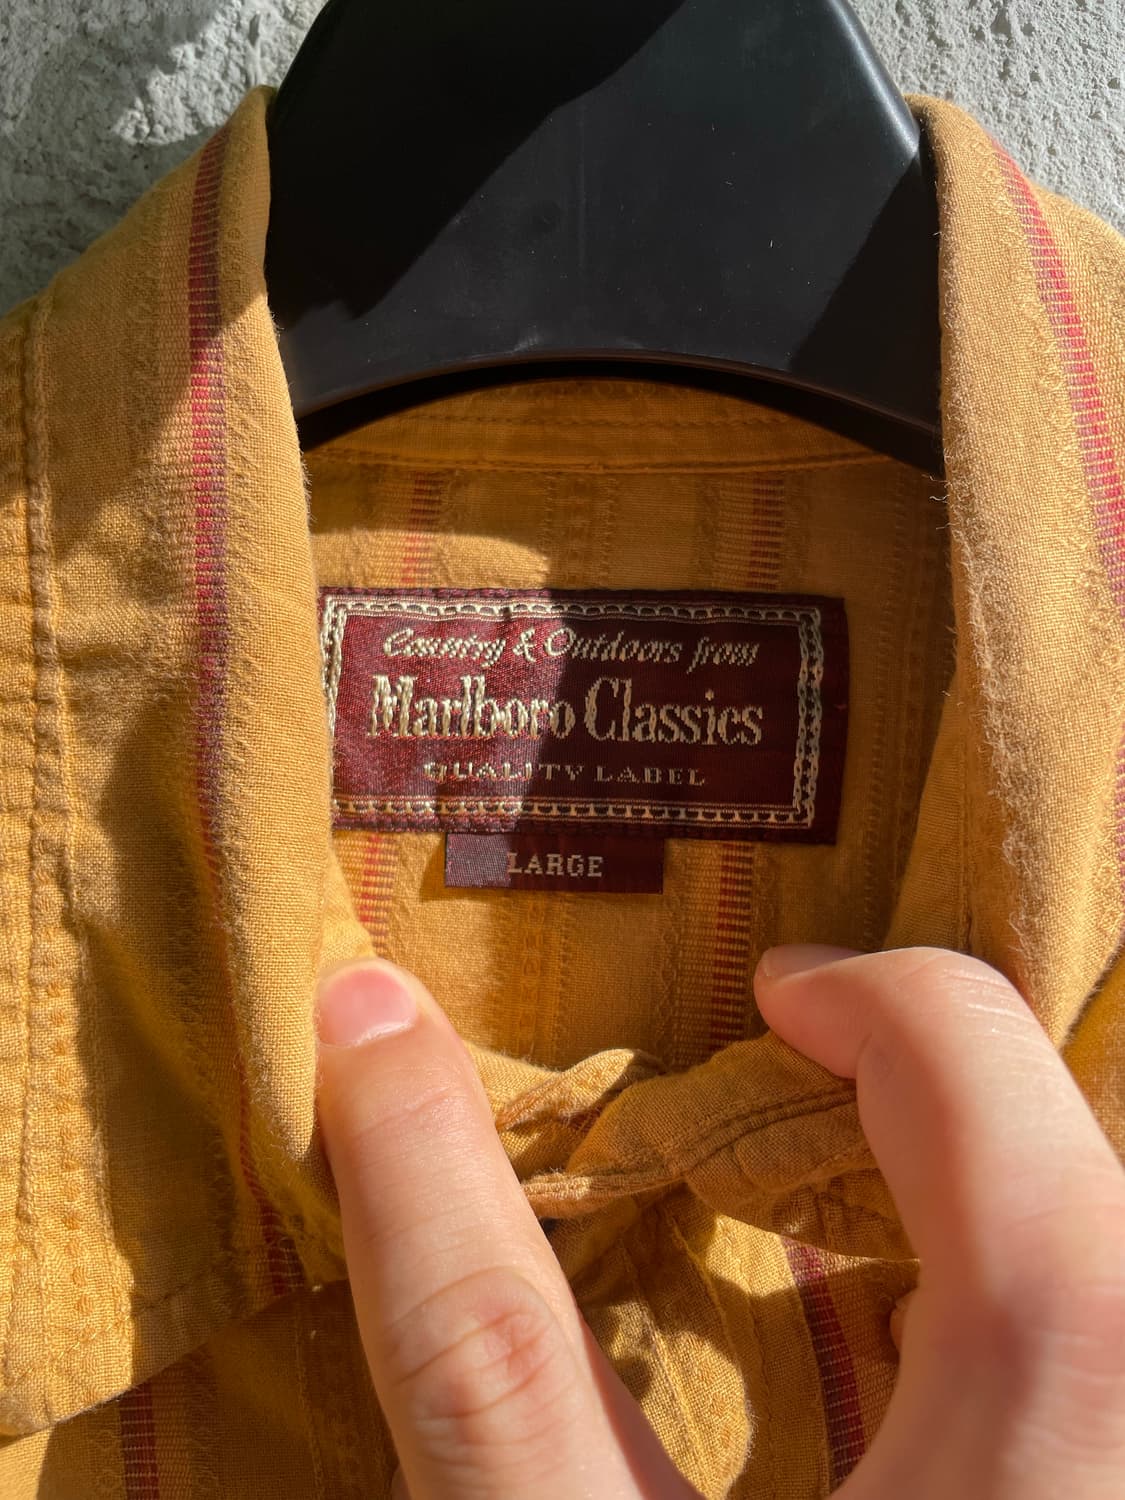 Country & Outdoors from
Marlboro Classics
QUALITY LABEL
LARGE